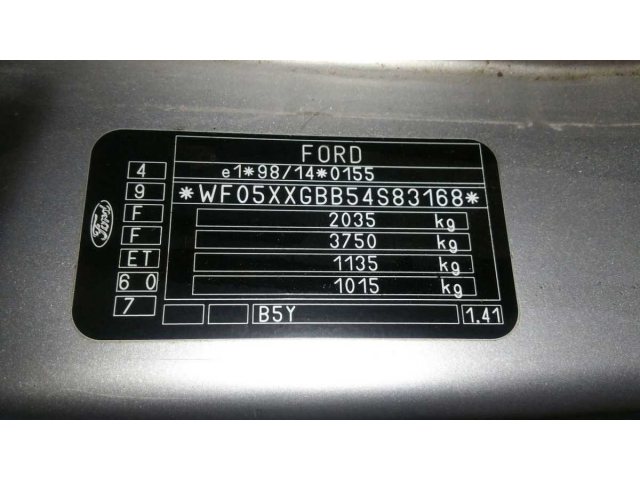 FORD
e1*98/14*0155
*WF05XXGBB54S83168*
2035 kg
3750 kg
1135 kg
1015 kg
B5Y 1.41
4
9
F
F
ET
6 0
7
Ford